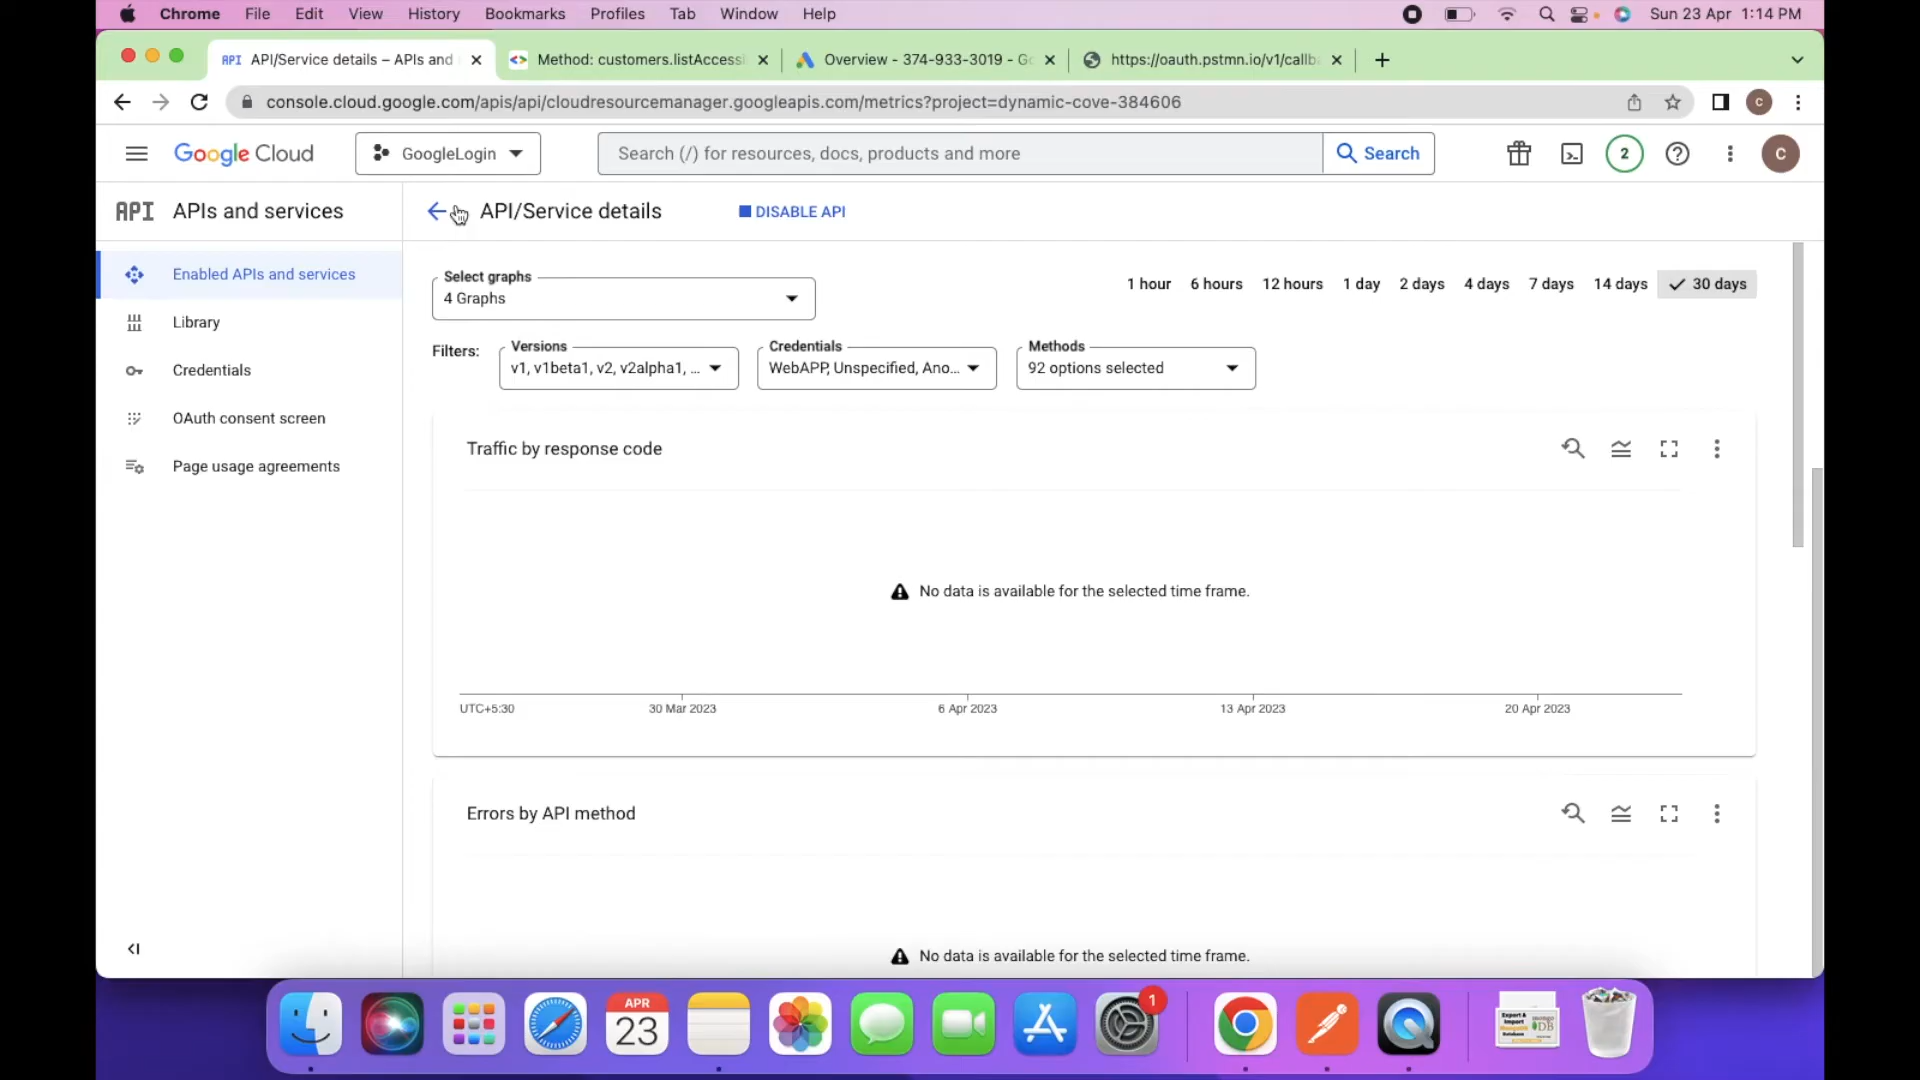 Chrome File Edit View History Bookmarks Profiles Tab Window Help Sun 23 Apr 1:14 PM
API API/Service details – APIs and
Method: customers.listAccessi
Overview - 374-933-3019 - Go
https://oauth.pstmn.io/v1/callb
console.cloud.google.com/apis/api/cloudresourcemanager.googleapis.com/metrics?project=dynamic-cove-384606
C
Google Cloud
GoogleLogin
Search (/) for resources, docs, products and more
Search
2
C
API APIs and services
API/Service details
DISABLE API
Enabled APIs and services
Library
Credentials
OAuth consent screen
Page usage agreements
Select graphs
4 Graphs
1 hour 6 hours 12 hours 1 day 2 days 4 days 7 days 14 days 30 days
Filters:
Versions
v1, v1beta1, v2, v2alpha1, ...
Credentials
WebAPP, Unspecified, Ano...
Methods
92 options selected
Traffic by response code
No data is available for the selected time frame.
UTC+5:30 30 Mar 2023 6 Apr 2023 13 Apr 2023 20 Apr 2023
Errors by API method
No data is available for the selected time frame.
APR
23
1
Export &
Import
DB